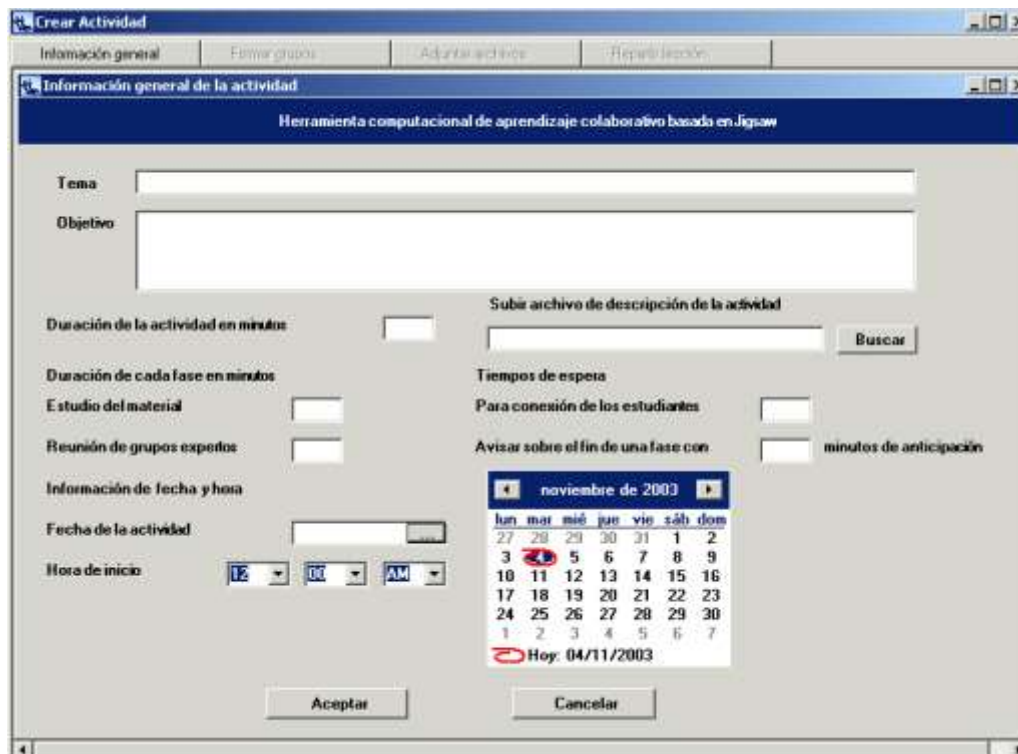 Crear Actividad
Información general Formar grupos Adjuntar archivos Repartir lección
Información general de la actividad
Herramienta computacional de aprendizaje colaborativo basada en Jigsaw
Tema
Objetivo
Subir archivo de descripción de la actividad
Duración de la actividad en minutos
Buscar
Duración de cada fase en minutos Tiempos de espera
Estudio del material Para conexión de los estudiantes
Reunión de grupos expertos Avisar sobre el fin de una fase con minutos de anticipación
Información de fecha y hora noviembre de 2003
lun mar mié jue vie sáb dom
27 28 29 30 31 1 2
Fecha de la actividad ...
3 4 5 6 7 8 9
Hora de inicio 12 00 AM
10 11 12 13 14 15 16
17 18 19 20 21 22 23
24 25 26 27 28 29 30
1 2 3 4 5 6 7
Hoy: 04/11/2003
Aceptar Cancelar